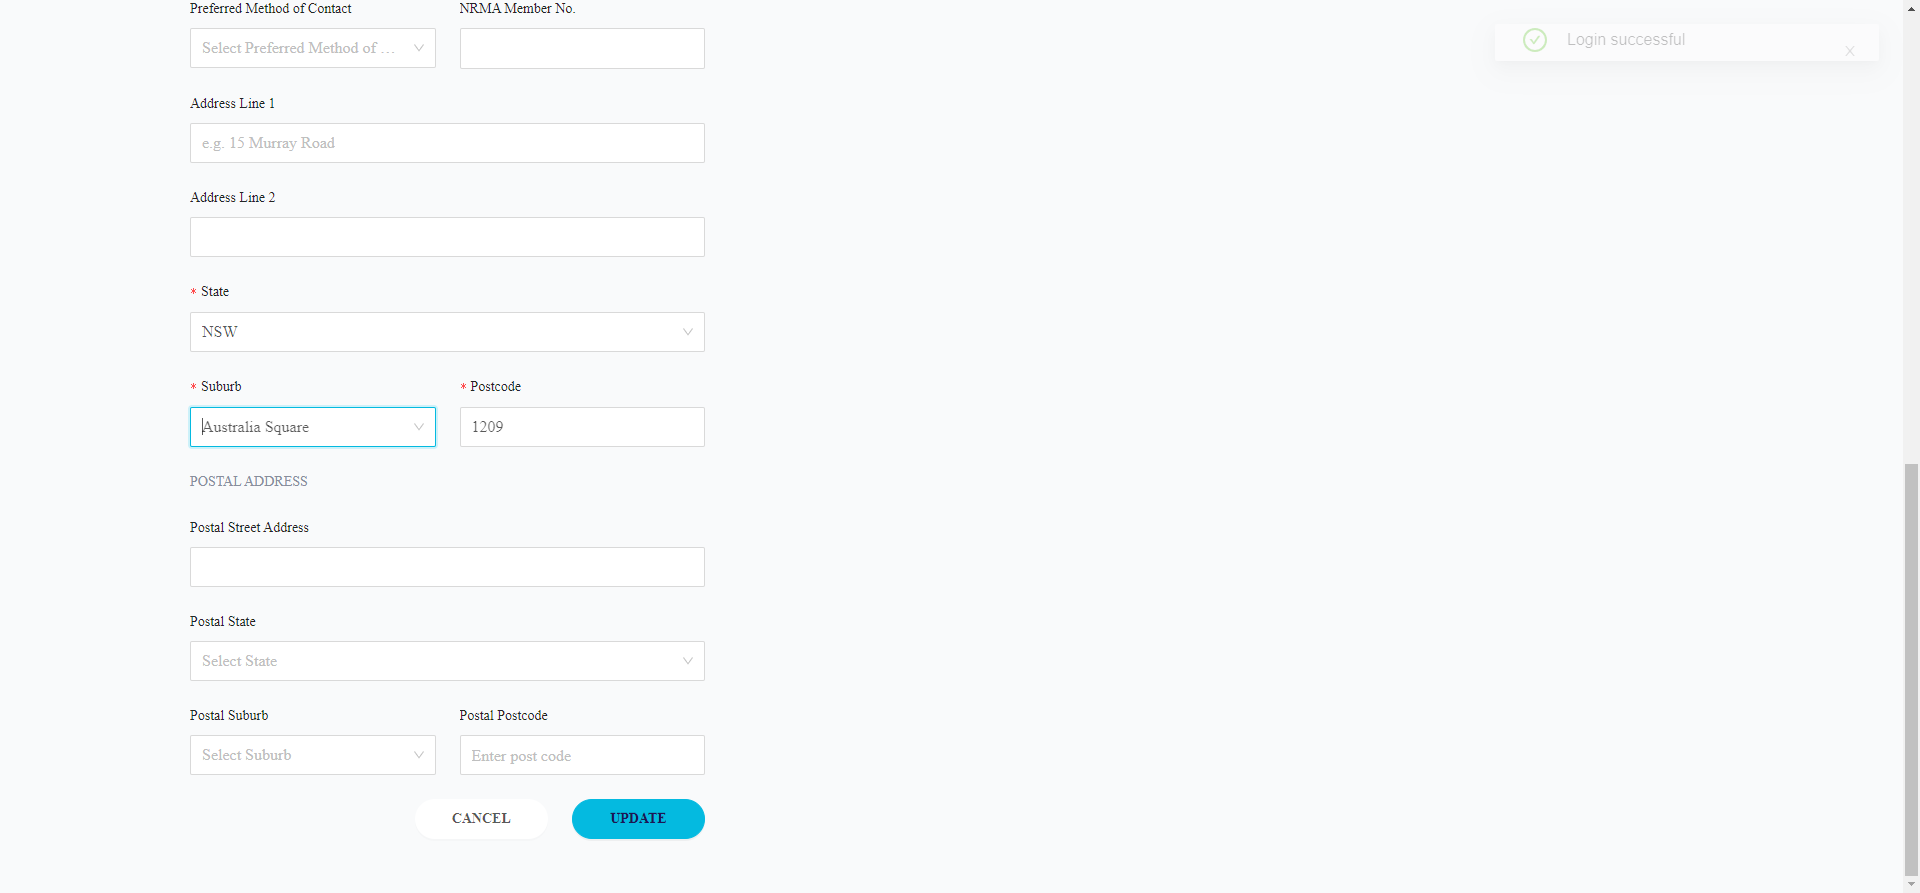 Preferred Method of Contact
NRMA Member No.
Select Preferred Method of ...
Login successful
x
Address Line 1
e.g. 15 Murray Road
Address Line 2
* State
NSW
* Suburb
* Postcode
Australia Square
1209
POSTAL ADDRESS
Postal Street Address
Postal State
Select State
Postal Suburb
Postal Postcode
Select Suburb
Enter post code
CANCEL
UPDATE